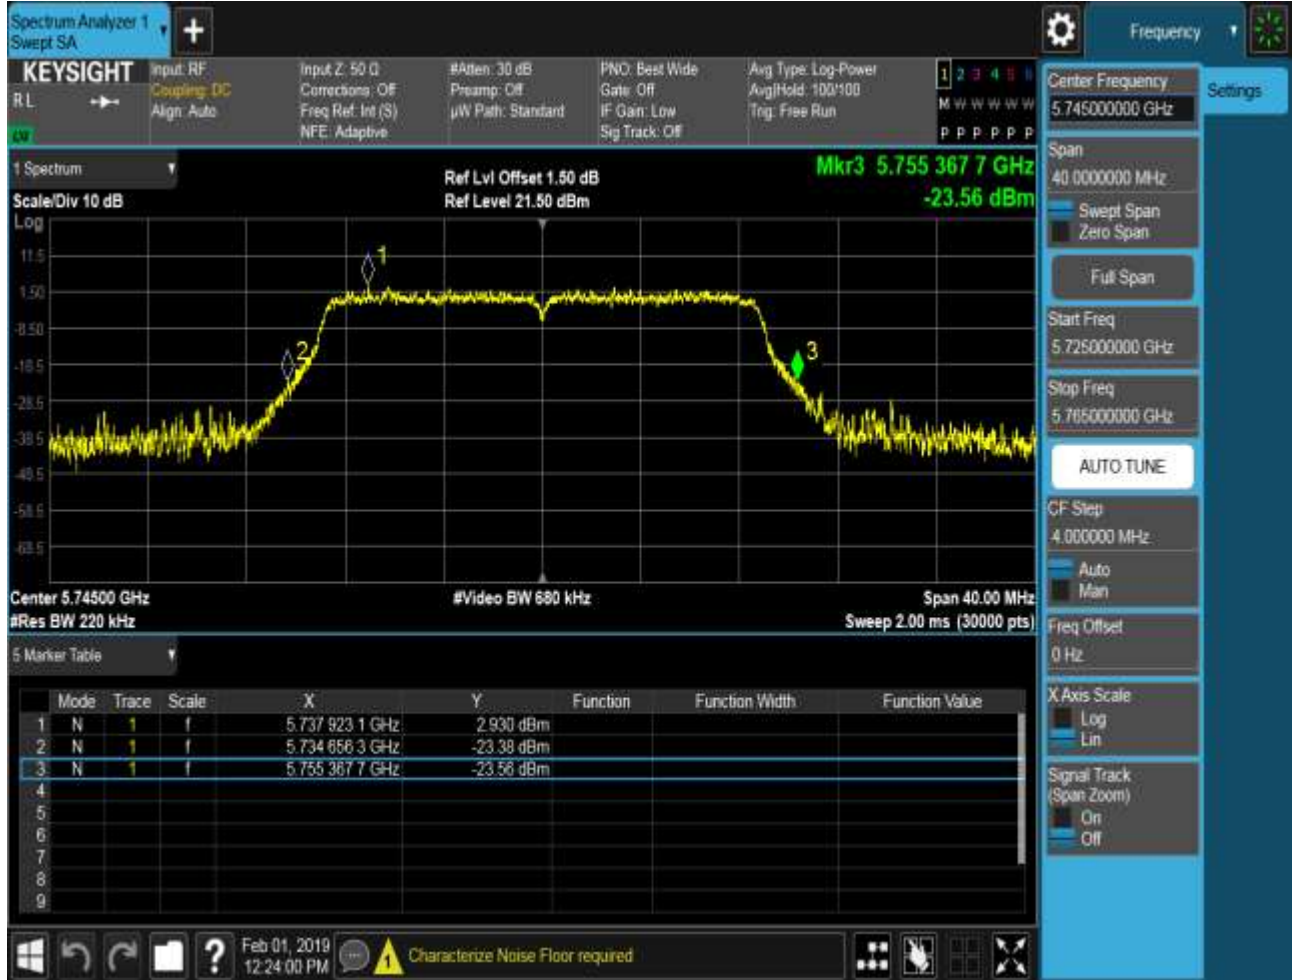 Spectrum Analyzer 1
Swept SA
Frequency
KEYSIGHT
RL
Input: RF
Coupling: DC
Align: Auto
Input Z: 50 Ω
Corrections: Off
Freq Ref: Int (S)
NFE: Adaptive
#Atten: 30 dB
Preamp: Off
µW Path: Standard
PNO: Best Wide
Gate: Off
IF Gain: Low
Sig Track: Off
Avg Type: Log-Power
Avg|Hold: 100/100
Trig: Free Run
1 2 3 4 5 6
M W W W W W
P P P P P P
1 Spectrum
Scale/Div 10 dB
Ref Lvl Offset 1.50 dB
Ref Level 21.50 dBm
Mkr3 5.755 367 7 GHz
-23.56 dBm
Log
11.5
1.50
-8.50
-18.5
-28.5
-38.5
-48.5
-58.5
-68.5
1
2
3
Center 5.74500 GHz
#Res BW 220 kHz
#Video BW 680 kHz
Span 40.00 MHz
Sweep 2.00 ms (30000 pts)
5 Marker Table
Mode Trace Scale X Y Function Function Width Function Value
1 N 1 f 5.737 923 1 GHz 2.930 dBm
2 N 1 f 5.734 656 3 GHz -23.38 dBm
3 N 1 f 5.755 367 7 GHz -23.56 dBm
4
5
6
7
8
9
Center Frequency
5.745000000 GHz
Settings
Span
40.0000000 MHz
Swept Span
Zero Span
Full Span
Start Freq
5.725000000 GHz
Stop Freq
5.765000000 GHz
AUTO TUNE
CF Step
4.000000 MHz
Auto
Man
Freq Offset
0 Hz
X Axis Scale
Log
Lin
Signal Track
(Span Zoom)
On
Off
?
Feb 01, 2019
12:24:00 PM
1
Characterize Noise Floor required